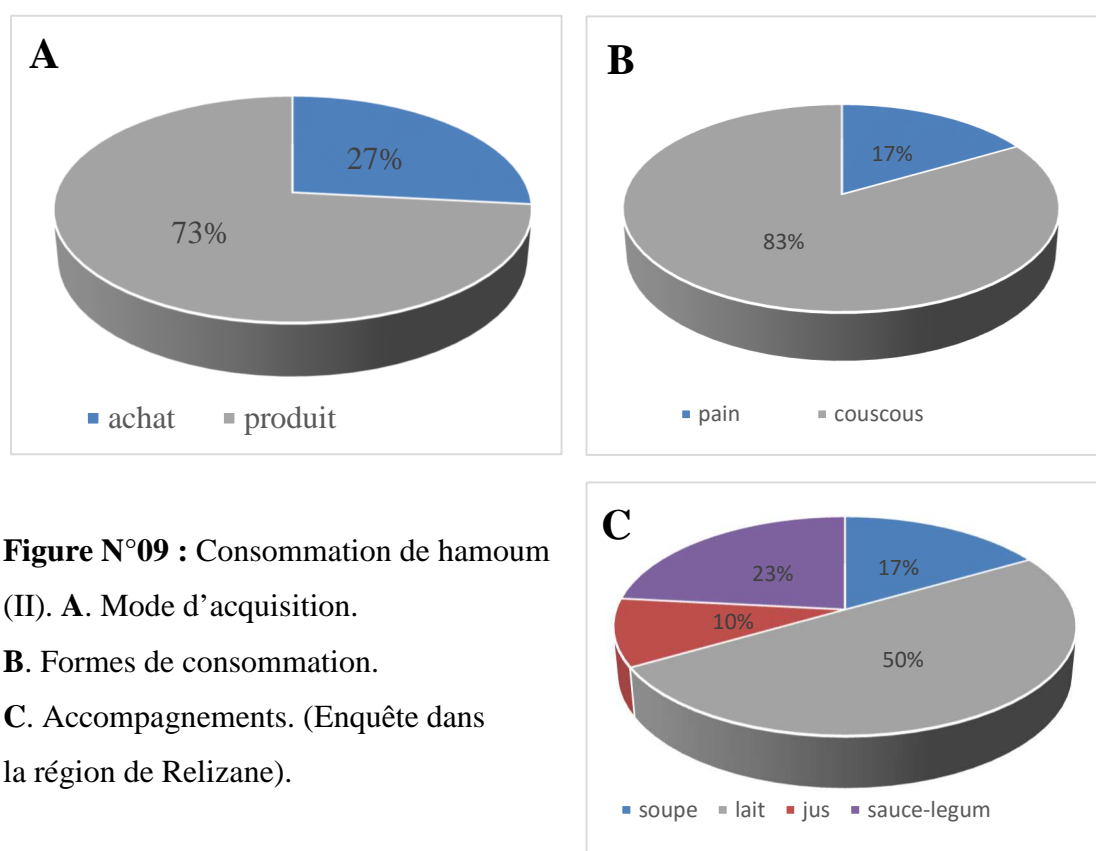 A
27%
73%
achat produit
B
17%
83%
pain couscous
C
23%
17%
10%
50%
soupe lait jus sauce-legum
Figure N°09 : Consommation de hamoum
(II). A. Mode d’acquisition.
B. Formes de consommation.
C. Accompagnements. (Enquête dans
la région de Relizane).